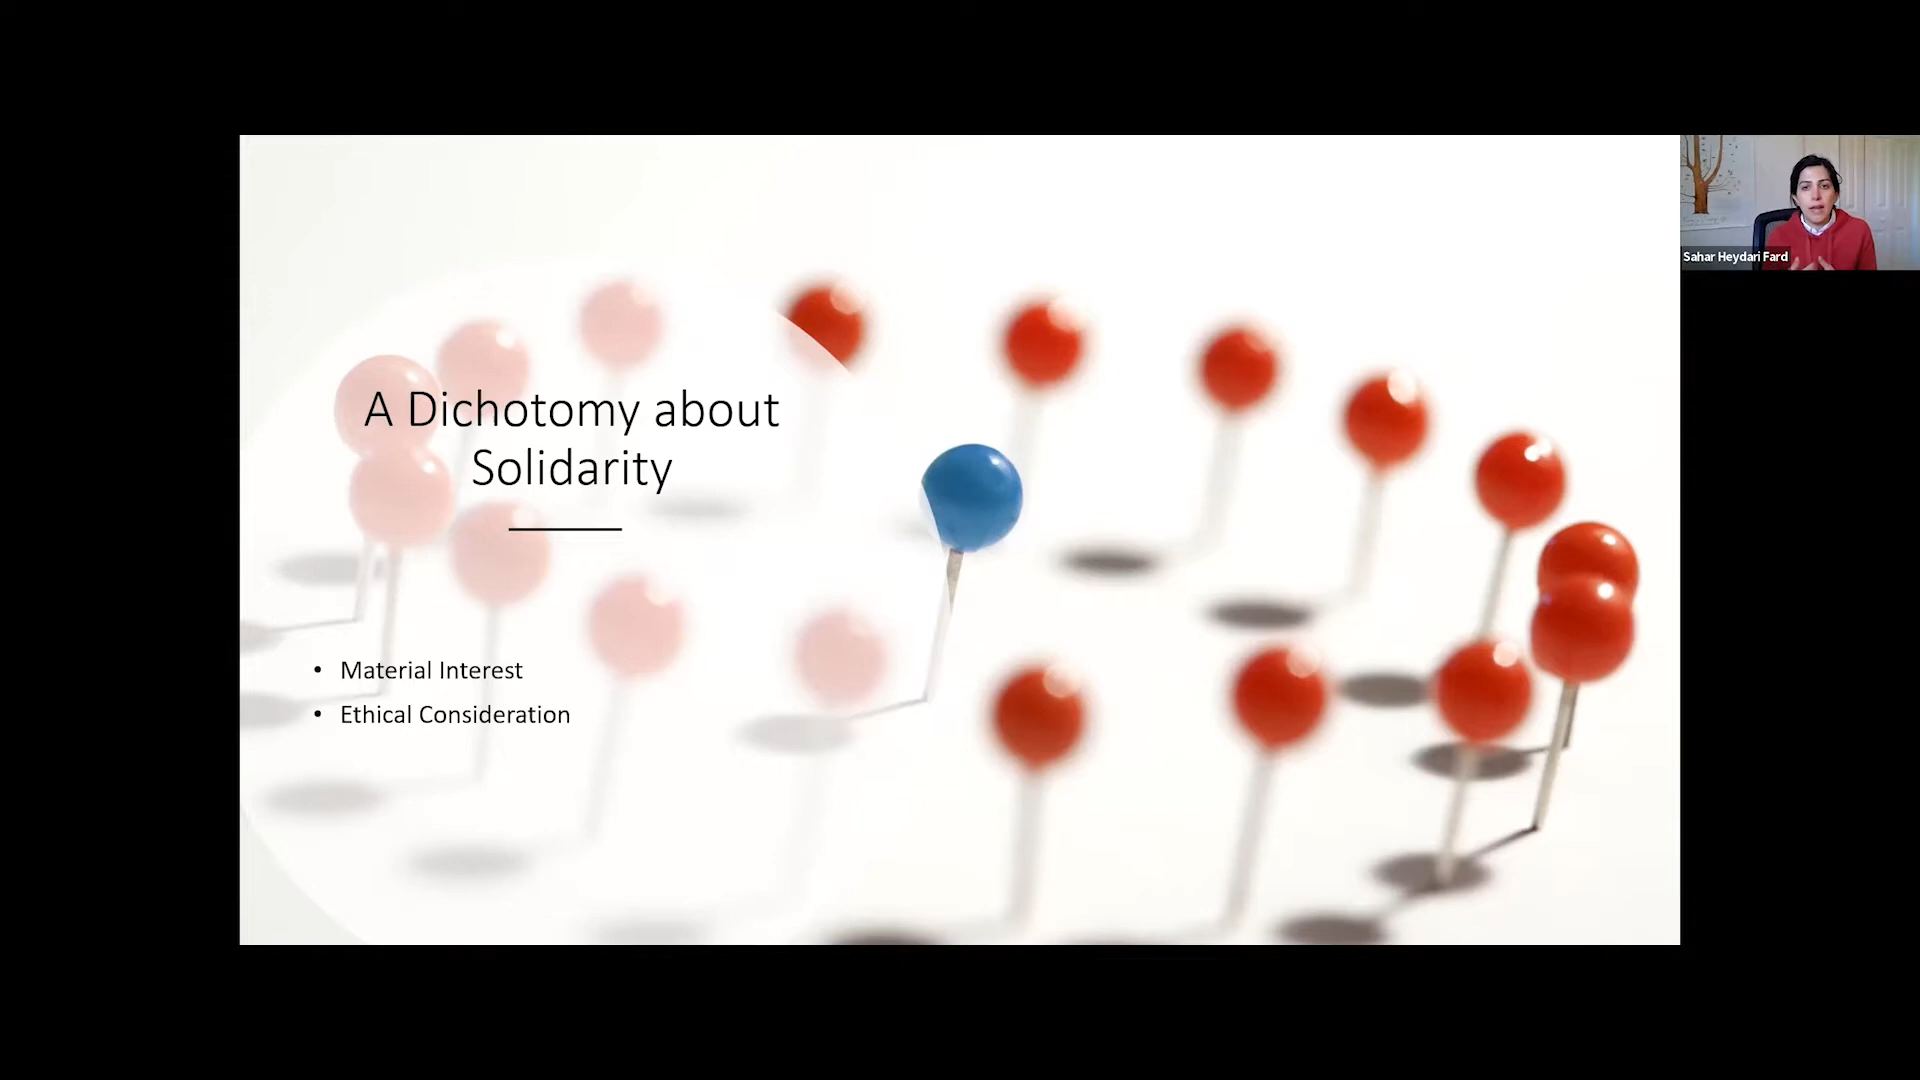 A Dichotomy about
Solidarity
• Material Interest
• Ethical Consideration
Sahar Heydari Fard